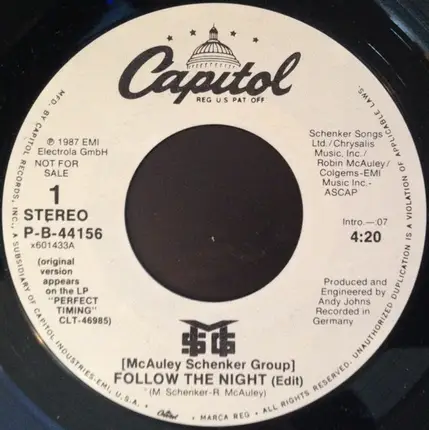 Capitol
REG U S PAT OFF
℗ 1987 EMI
Electrola GmbH
NOT FOR
SALE
1
STEREO
P-B-44156
x601433A
(original
version
appears
on the LP
"PERFECT
TIMING"
CLT-46985)
Schenker Songs
Ltd./Chrysalis
Music, Inc./
Robin McAuley/
Colgems-EMI
Music Inc.-
ASCAP
Intro.—:07
4:20
Produced and
Engineered by
Andy Johns
Recorded in
Germany
MSG
[McAuley Schenker Group]
FOLLOW THE NIGHT (Edit)
(M. Schenker-R. McAuley)
MFD. BY CAPITOL RECORDS, INC., A SUBSIDIARY OF CAPITOL INDUSTRIES-EMI, U.S.A. • Capitol MARCA REG. • ALL RIGHTS RESERVED. UNAUTHORIZED DUPLICATION IS A VIOLATION OF APPLICABLE LAWS.